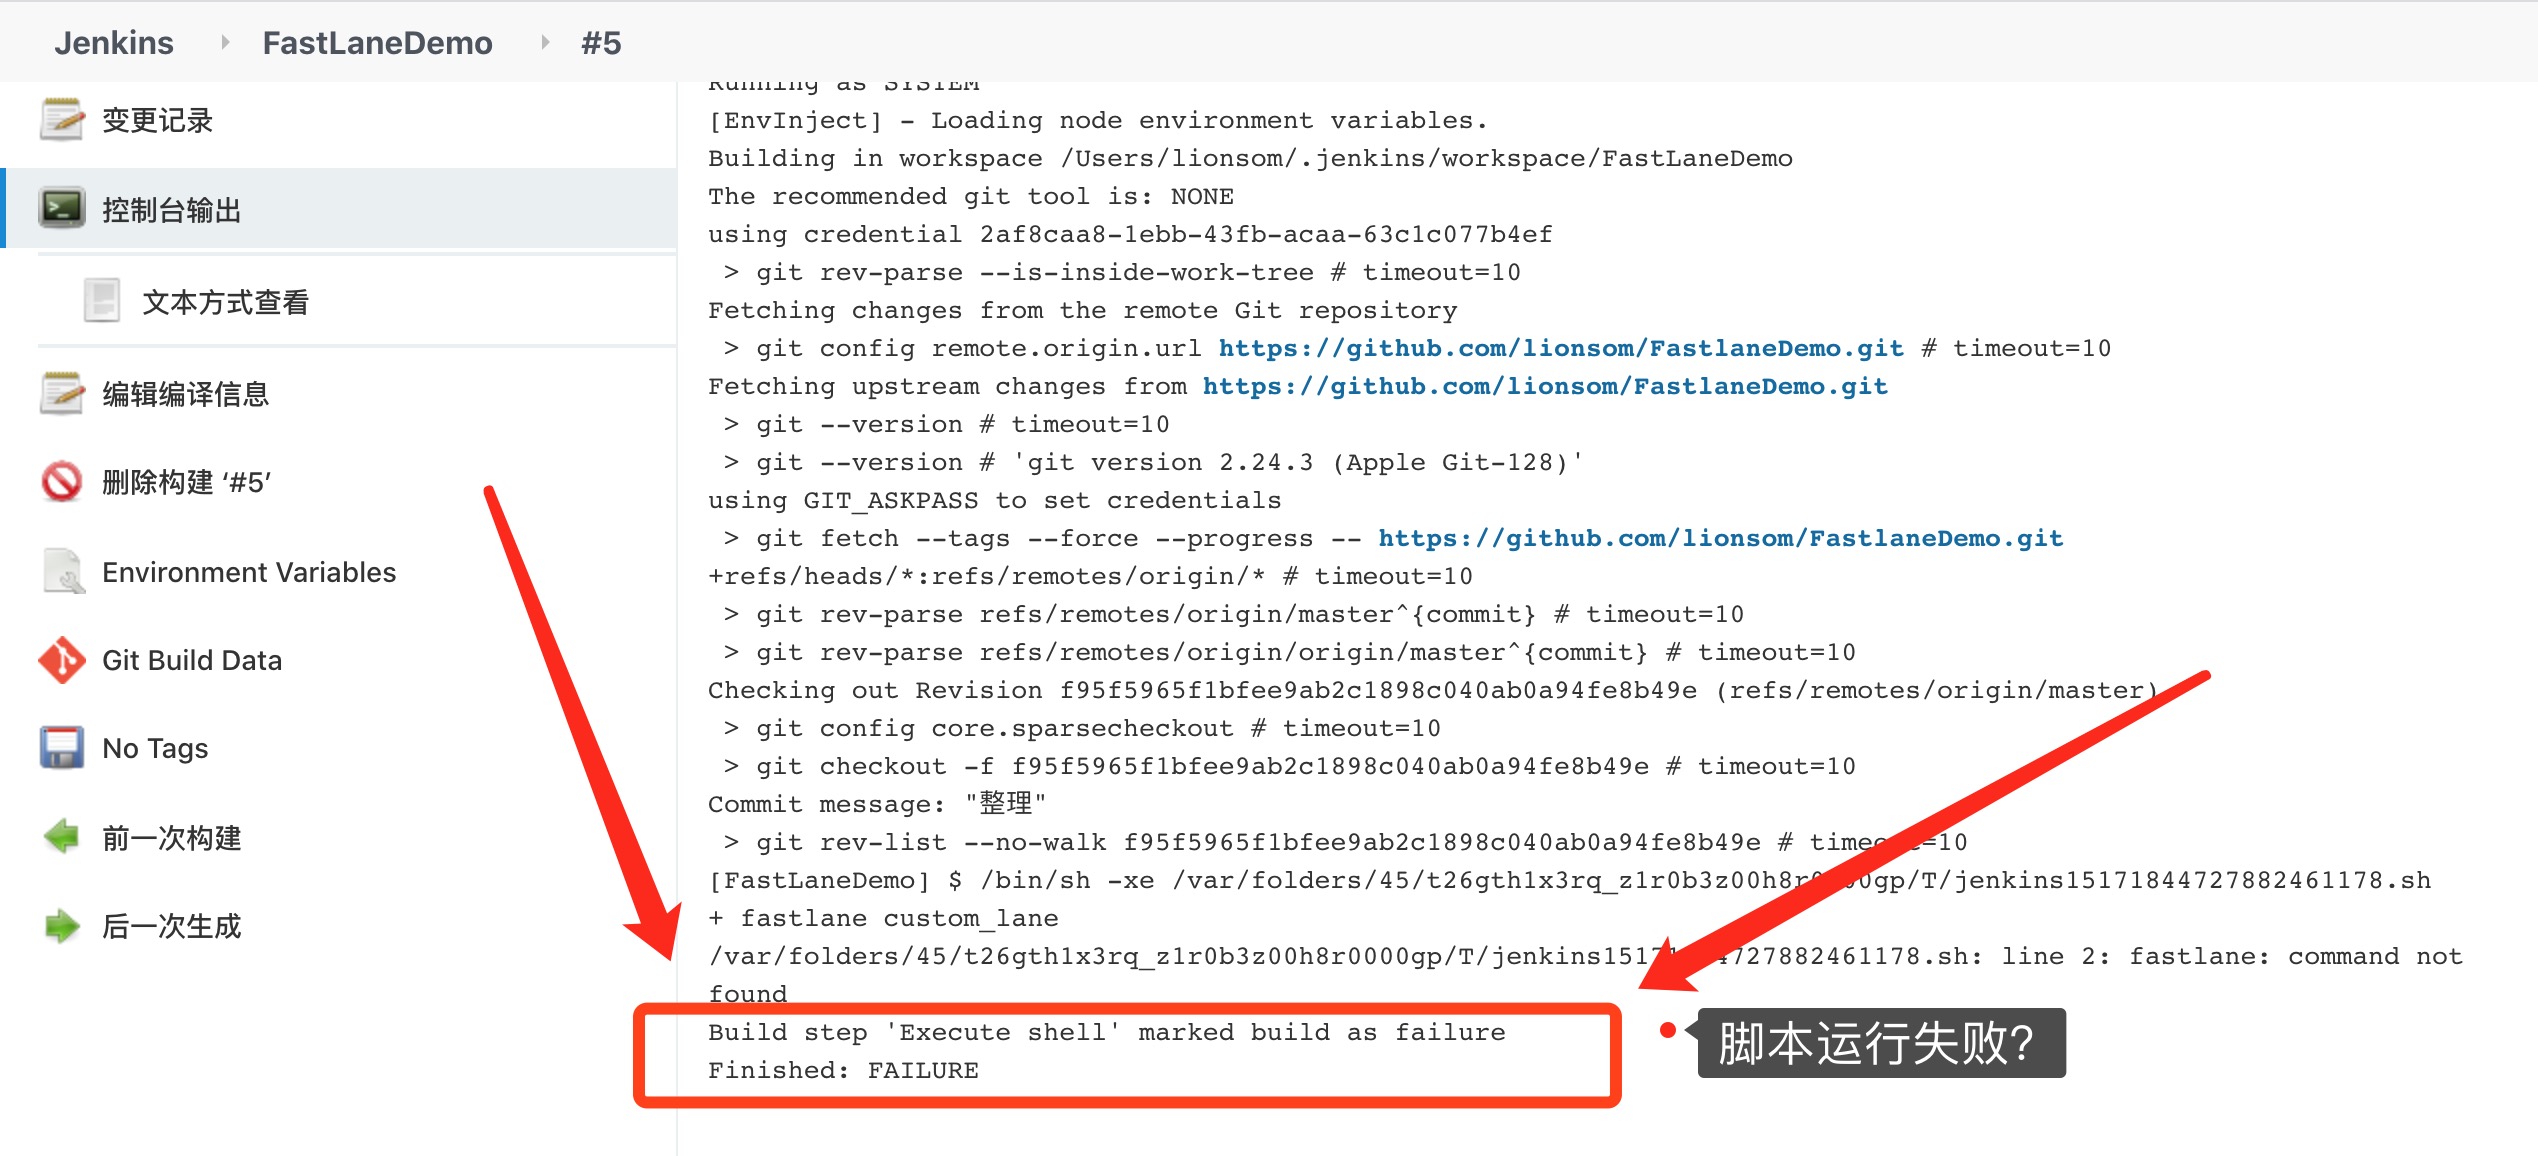 Jenkins FastLaneDemo #5
变更记录
控制台输出
文本方式查看
编辑编译信息
删除构建 ‘#5’
Environment Variables
Git Build Data
No Tags
前一次构建
后一次生成
Running as SYSTEM
[EnvInject] - Loading node environment variables.
Building in workspace /Users/lionsom/.jenkins/workspace/FastLaneDemo
The recommended git tool is: NONE
using credential 2af8caa8-1ebb-43fb-acaa-63c1c077b4ef
> git rev-parse --is-inside-work-tree # timeout=10
Fetching changes from the remote Git repository
> git config remote.origin.url https://github.com/lionsom/FastlaneDemo.git # timeout=10
Fetching upstream changes from https://github.com/lionsom/FastlaneDemo.git
> git --version # timeout=10
> git --version # 'git version 2.24.3 (Apple Git-128)'
using GIT_ASKPASS to set credentials
> git fetch --tags --force --progress -- https://github.com/lionsom/FastlaneDemo.git
+refs/heads/*:refs/remotes/origin/* # timeout=10
> git rev-parse refs/remotes/origin/master^{commit} # timeout=10
> git rev-parse refs/remotes/origin/origin/master^{commit} # timeout=10
Checking out Revision f95f5965f1bfee9ab2c1898c040ab0a94fe8b49e (refs/remotes/origin/master)
> git config core.sparsecheckout # timeout=10
> git checkout -f f95f5965f1bfee9ab2c1898c040ab0a94fe8b49e # timeout=10
Commit message: "整理"
> git rev-list --no-walk f95f5965f1bfee9ab2c1898c040ab0a94fe8b49e # timeout=10
[FastLaneDemo] $ /bin/sh -xe /var/folders/45/t26gth1x3rq_z1r0b3z00h8r0000gp/T/jenkins15171844727882461178.sh
+ fastlane custom_lane
/var/folders/45/t26gth1x3rq_z1r0b3z00h8r0000gp/T/jenkins15171844727882461178.sh: line 2: fastlane: command not
found
Build step 'Execute shell' marked build as failure
Finished: FAILURE
脚本运行失败?